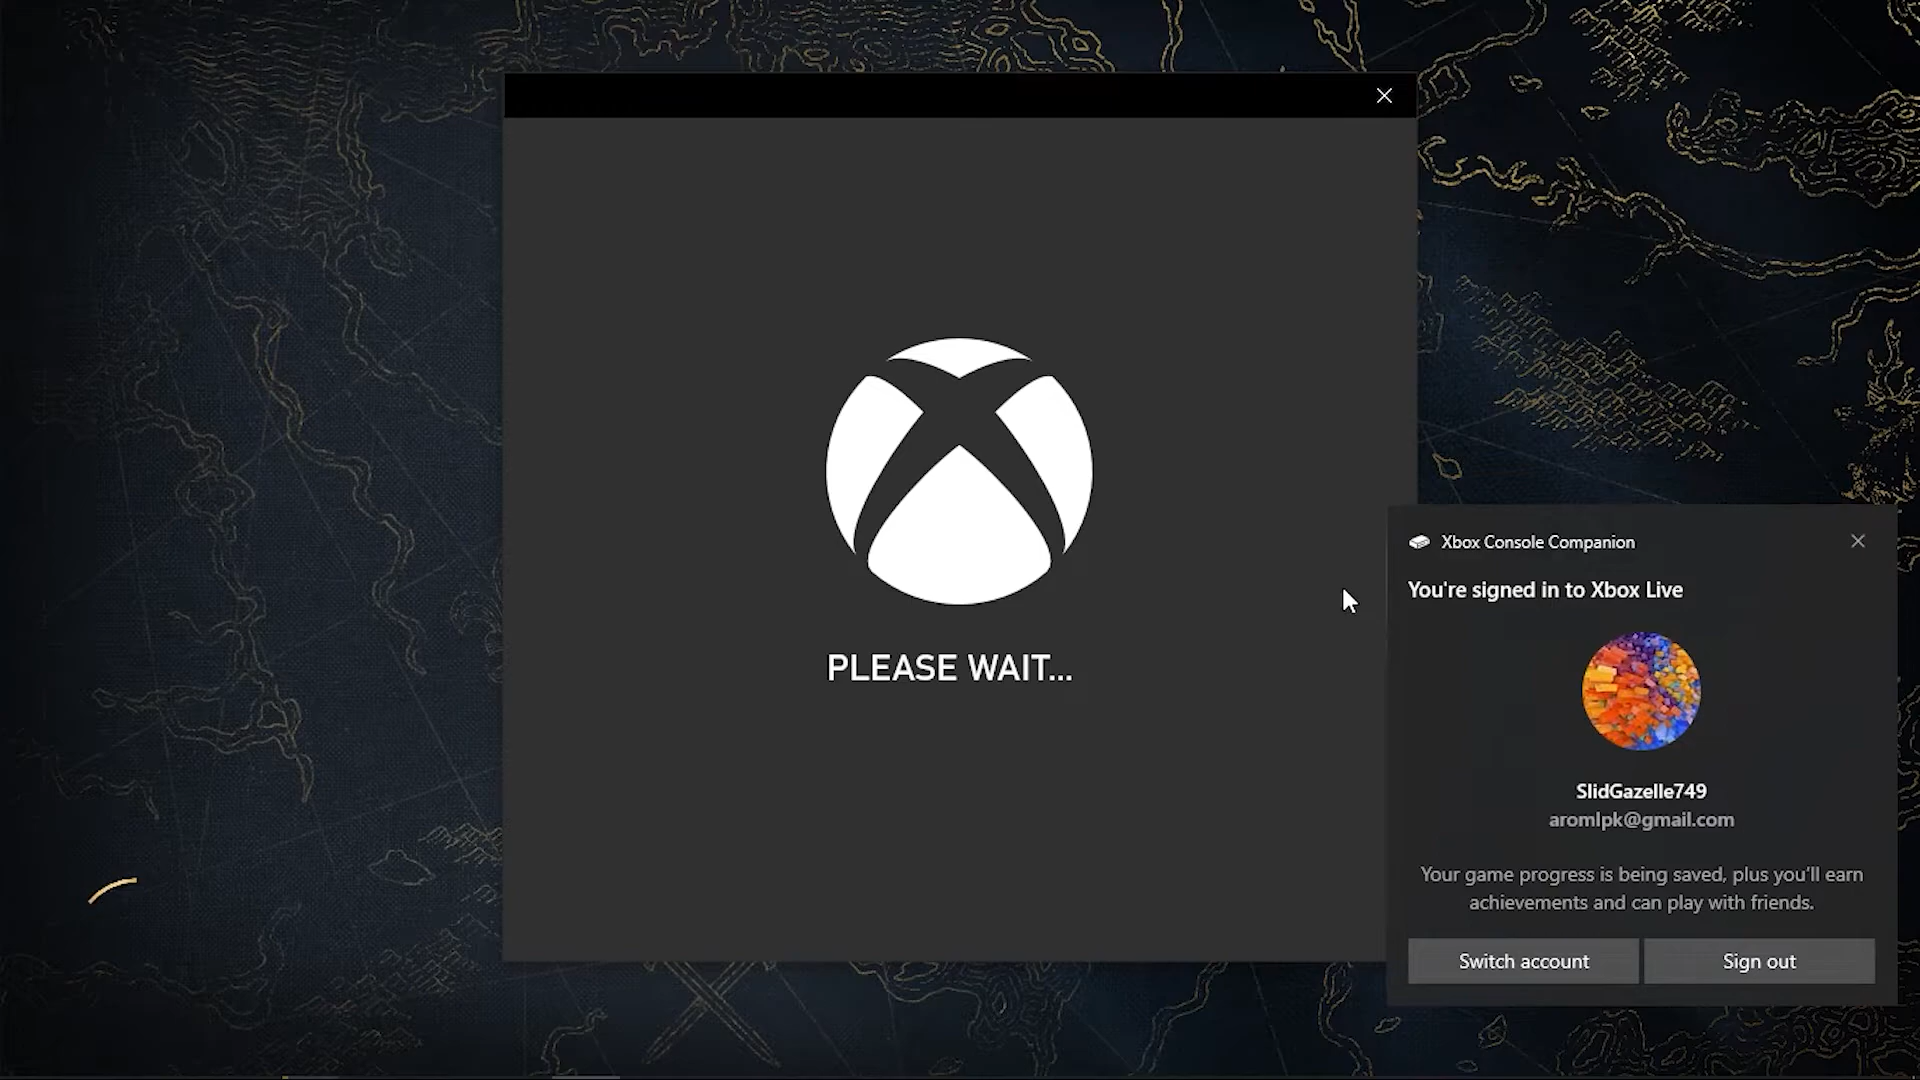 PLEASE WAIT...
Xbox Console Companion
You're signed in to Xbox Live
SlidGazelle749
aromlpk@gmail.com
Your game progress is being saved, plus you'll earn
achievements and can play with friends.
Switch account
Sign out